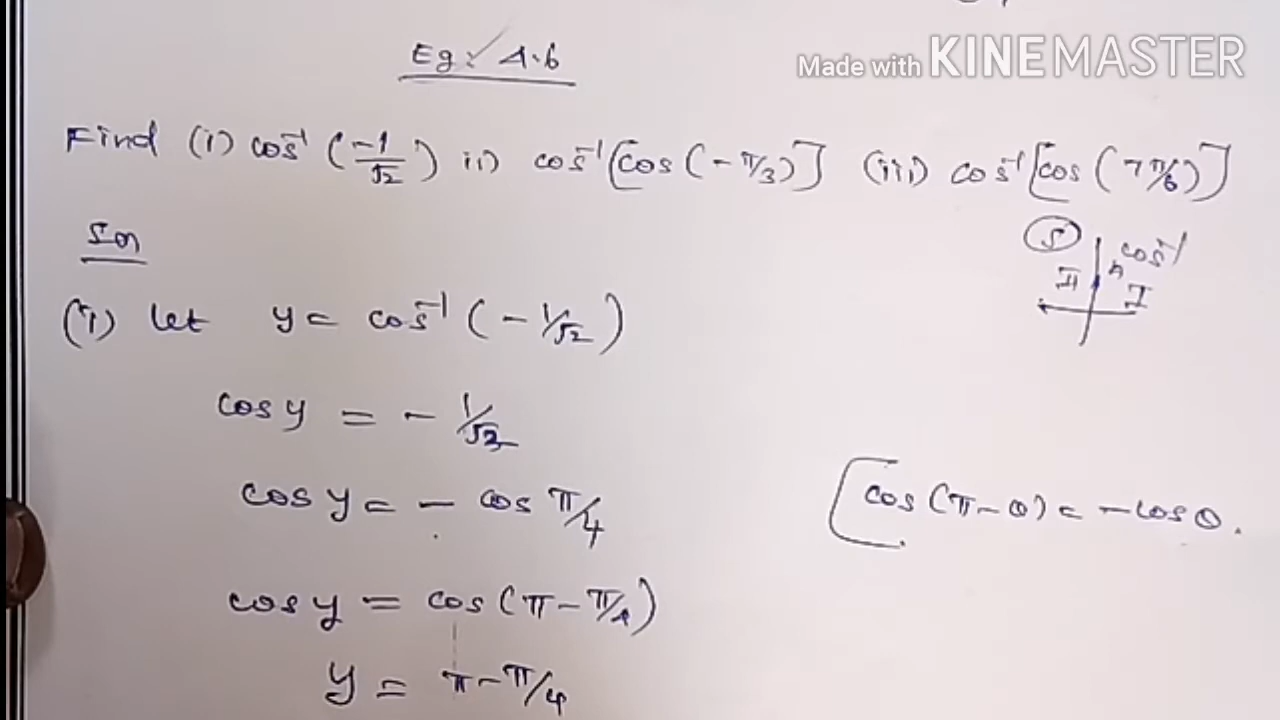 Made with KINEMASTER
Eg: 4.6
Find (i) cos⁻¹(-1/√2) ii) cos⁻¹[cos(-π/3)] (iii) cos⁻¹[cos(7π/6)]
Son
S cos⁻¹
A
II I
(i) let y = cos⁻¹(-1/√2)
cos y = -1/√2
cos y = - cos π/4
[cos(π-θ) = -cosθ.
cos y = cos(π-π/4)
y = π-π/4